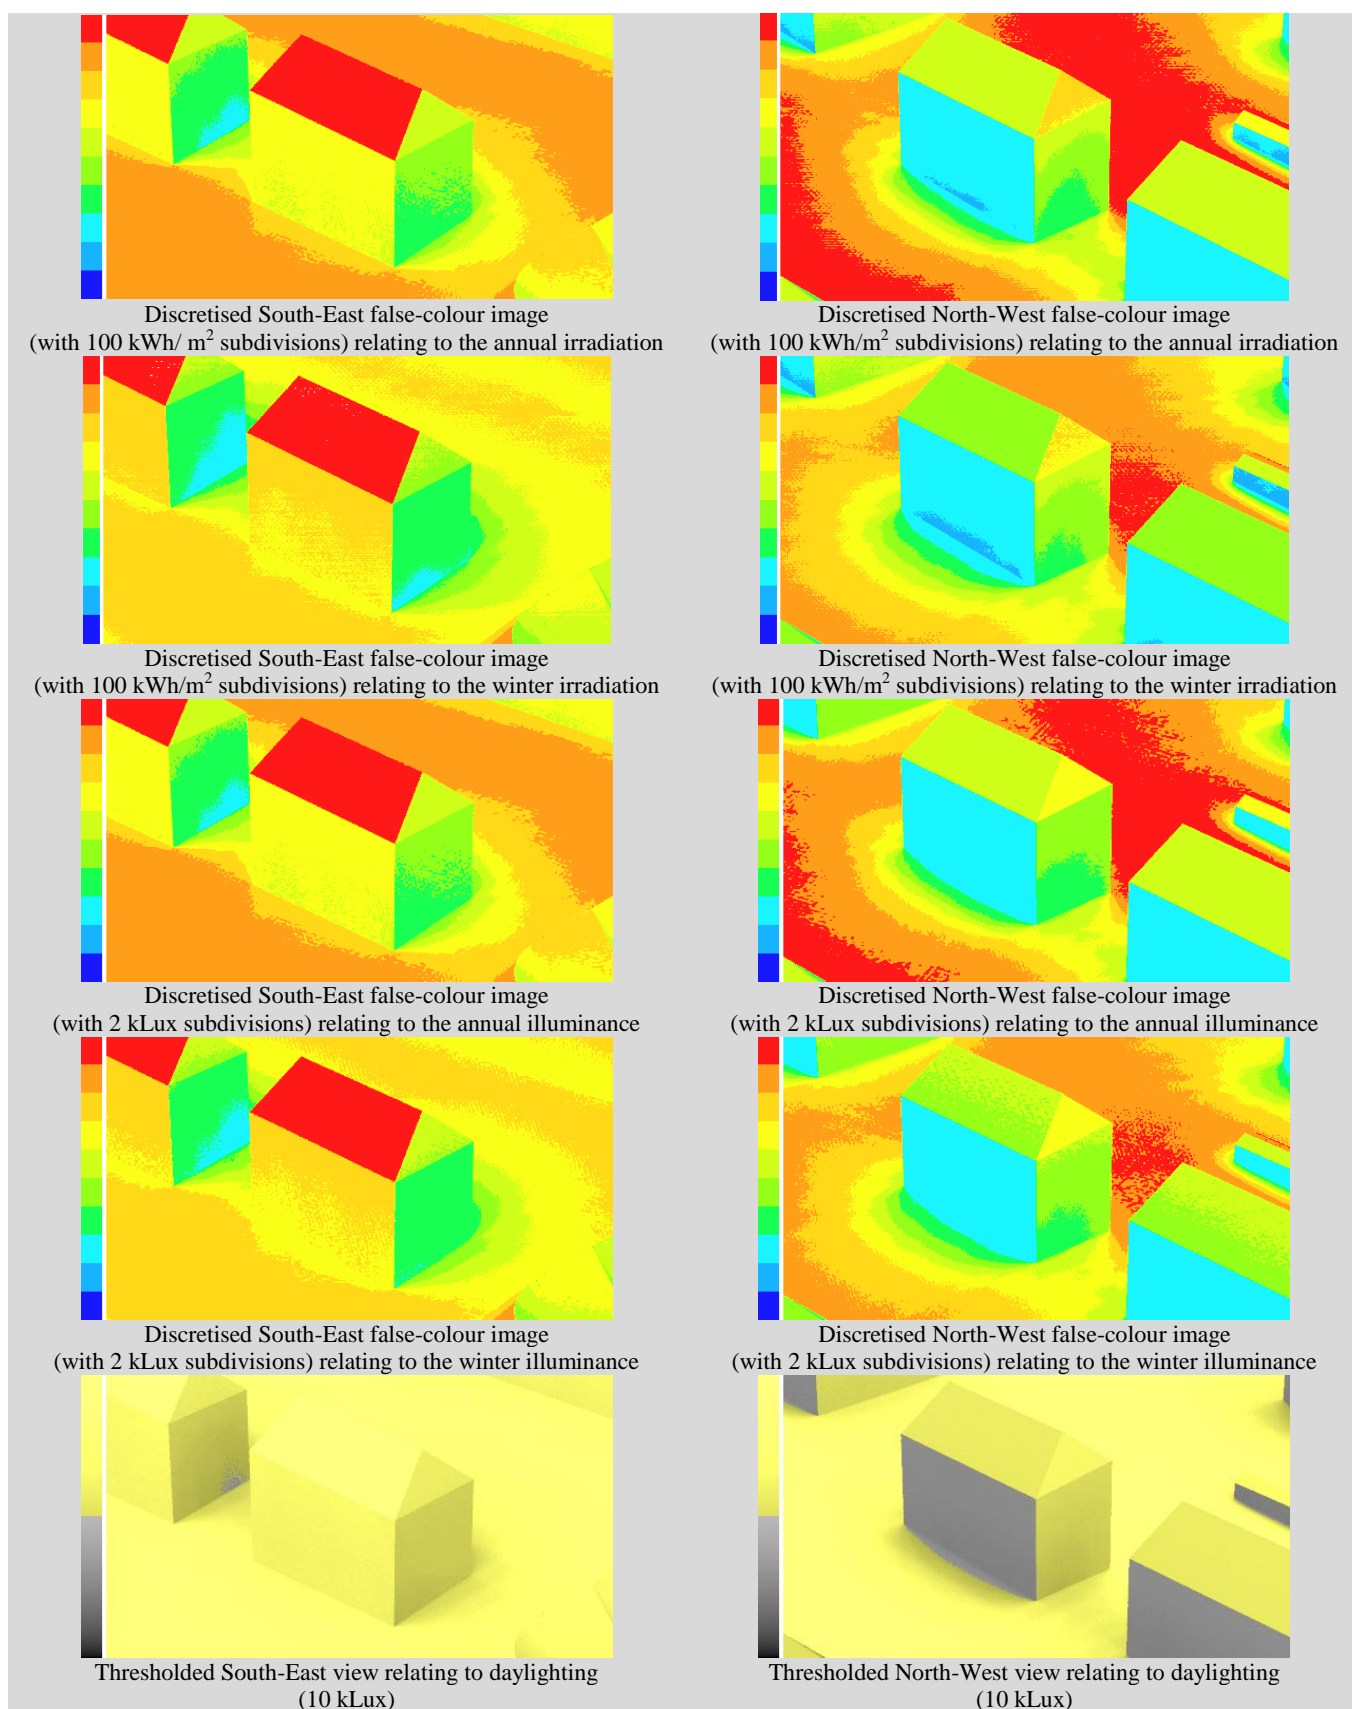 Discretised South-East false-colour image
(with 100 kWh/ m² subdivisions) relating to the annual irradiation
Discretised North-West false-colour image
(with 100 kWh/m² subdivisions) relating to the annual irradiation
Discretised South-East false-colour image
(with 100 kWh/m² subdivisions) relating to the winter irradiation
Discretised North-West false-colour image
(with 100 kWh/m² subdivisions) relating to the winter irradiation
Discretised South-East false-colour image
(with 2 kLux subdivisions) relating to the annual illuminance
Discretised North-West false-colour image
(with 2 kLux subdivisions) relating to the annual illuminance
Discretised South-East false-colour image
(with 2 kLux subdivisions) relating to the winter illuminance
Discretised North-West false-colour image
(with 2 kLux subdivisions) relating to the winter illuminance
Thresholded South-East view relating to daylighting
(10 kLux)
Thresholded North-West view relating to daylighting
(10 kLux)